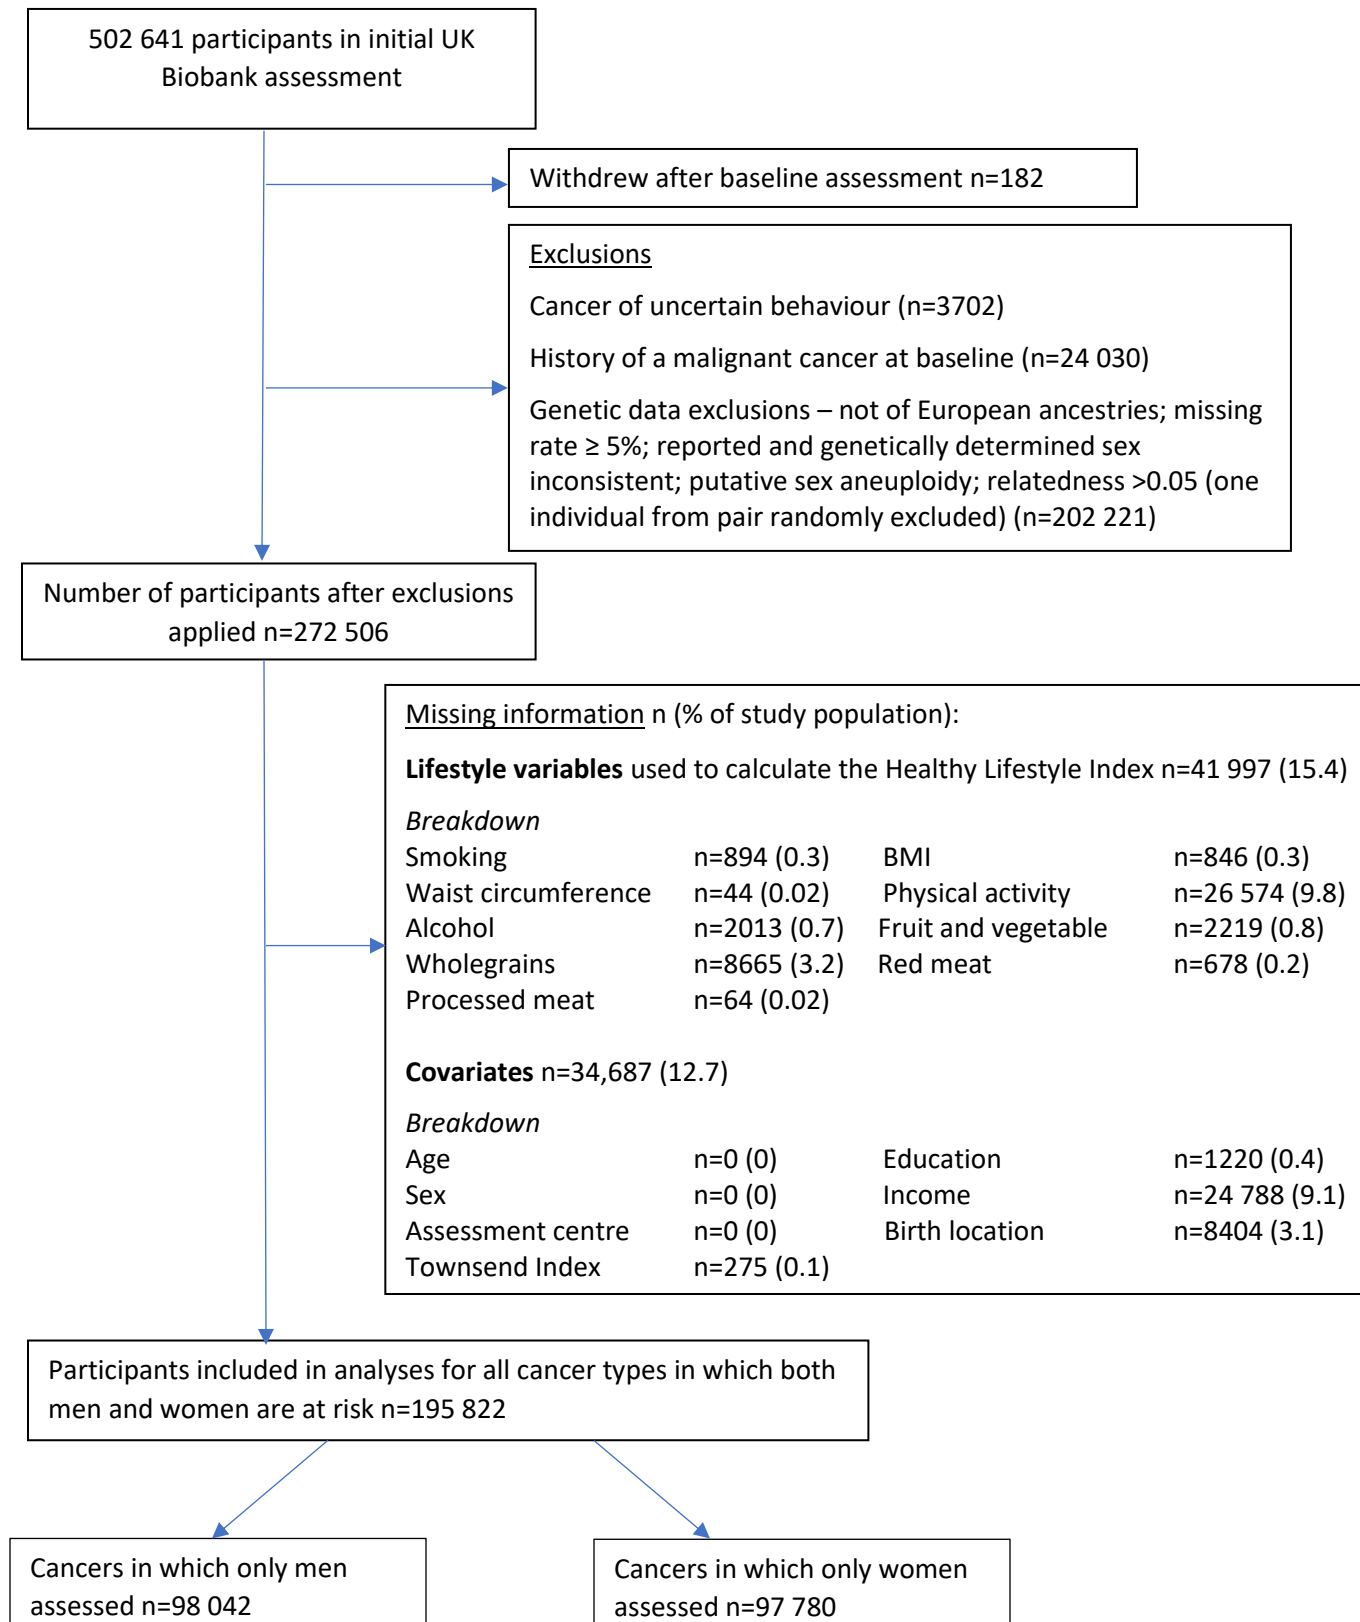 502 641 participants in initial UK
Biobank assessment
Withdrew after baseline assessment n=182
Exclusions
Cancer of uncertain behaviour (n=3702)
History of a malignant cancer at baseline (n=24 030)
Genetic data exclusions – not of European ancestries; missing
rate ≥ 5%; reported and genetically determined sex
inconsistent; putative sex aneuploidy; relatedness >0.05 (one
individual from pair randomly excluded) (n=202 221)
Number of participants after exclusions
applied n=272 506
Missing information n (% of study population):
Lifestyle variables used to calculate the Healthy Lifestyle Index n=41 997 (15.4)
Breakdown
Smoking n=894 (0.3) BMI n=846 (0.3)
Waist circumference n=44 (0.02) Physical activity n=26 574 (9.8)
Alcohol n=2013 (0.7) Fruit and vegetable n=2219 (0.8)
Wholegrains n=8665 (3.2) Red meat n=678 (0.2)
Processed meat n=64 (0.02)
Covariates n=34,687 (12.7)
Breakdown
Age n=0 (0) Education n=1220 (0.4)
Sex n=0 (0) Income n=24 788 (9.1)
Assessment centre n=0 (0) Birth location n=8404 (3.1)
Townsend Index n=275 (0.1)
Participants included in analyses for all cancer types in which both
men and women are at risk n=195 822
Cancers in which only men
assessed n=98 042
Cancers in which only women
assessed n=97 780